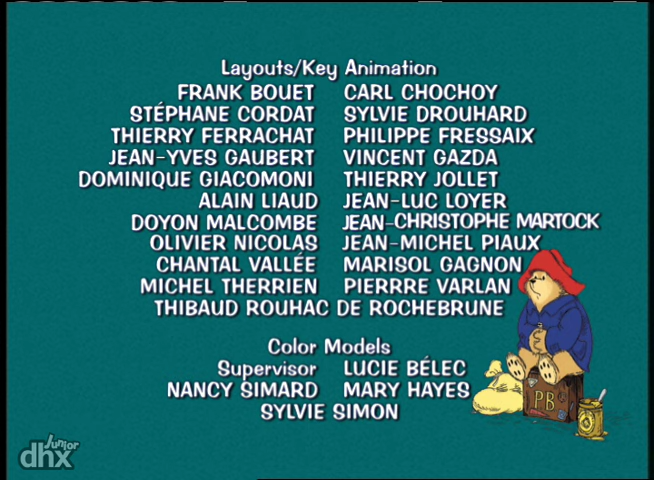 Layouts/Key Animation
FRANK BOUET CARL CHOCHOY
STÉPHANE CORDAT SYLVIE DROUHARD
THIERRY FERRACHAT PHILIPPE FRESSAIX
JEAN-YVES GAUBERT VINCENT GAZDA
DOMINIQUE GIACOMONI THIERRY JOLLET
ALAIN LIAUD JEAN-LUC LOYER
DOYON MALCOMBE JEAN-CHRISTOPHE MARTOCK
OLIVIER NICOLAS JEAN-MICHEL PIAUX
CHANTAL VALLÉE MARISOL GAGNON
MICHEL THERRIEN PIERRRE VARLAN
THIBAUD ROUHAC DE ROCHEBRUNE
Color Models
Supervisor LUCIE BÉLEC
NANCY SIMARD MARY HAYES
SYLVIE SIMON
PB
dhx Junior